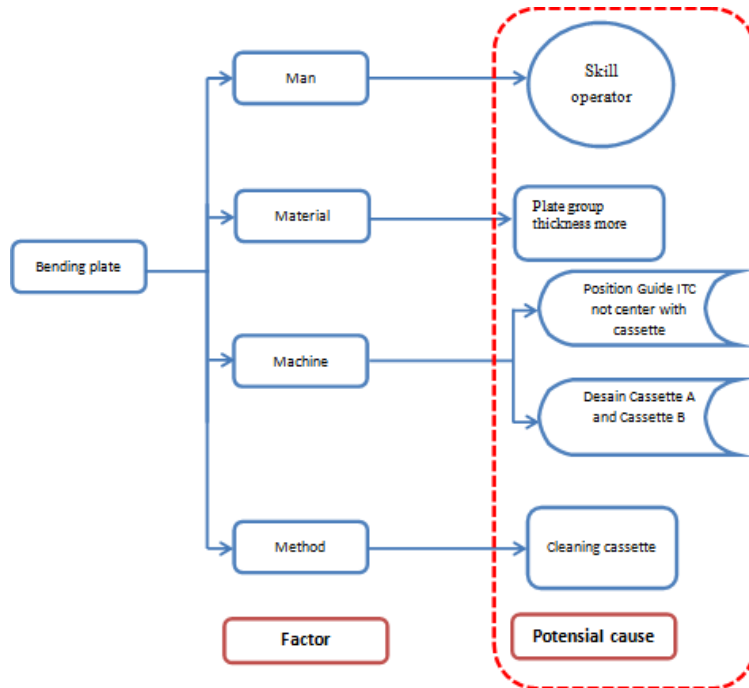 Man
Skill
operator
Material
Plate group
thickness more
Bending plate
Position Guide ITC
not center with
cassette
Machine
Desain Cassette A
and Cassette B
Method
Cleaning cassette
Factor
Potensial cause